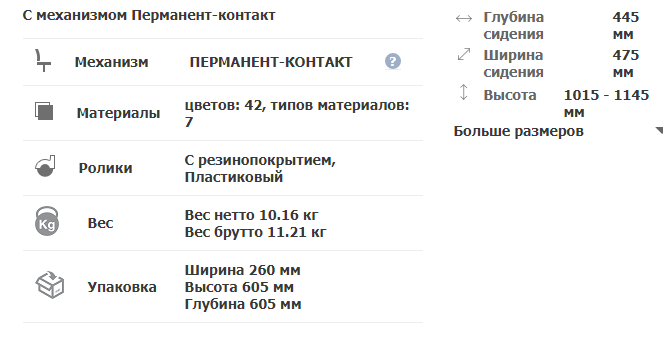 С механизмом Перманент-контакт
Механизм ПЕРМАНЕНТ-КОНТАКТ ?
Материалы цветов: 42, типов материалов:
7
Ролики С резинопокрытием,
Пластиковый
Kg Вес Вес нетто 10.16 кг
Вес брутто 11.21 кг
Упаковка Ширина 260 мм
Высота 605 мм
Глубина 605 мм
Глубина 445
сидения мм
Ширина 475
сидения мм
Высота 1015 - 1145
мм
Больше размеров